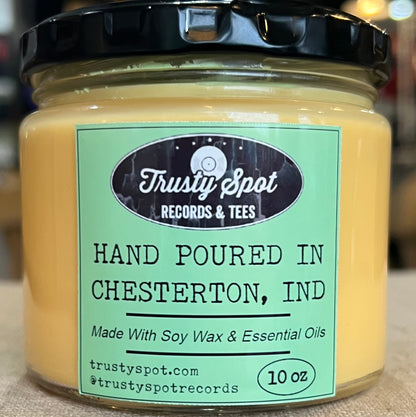 Trusty Spot
RECORDS & TEES
HAND POURED IN
CHESTERTON, IND
Made With Soy Wax & Essential Oils
trustyspot.com
@trustyspotrecords
10 oz